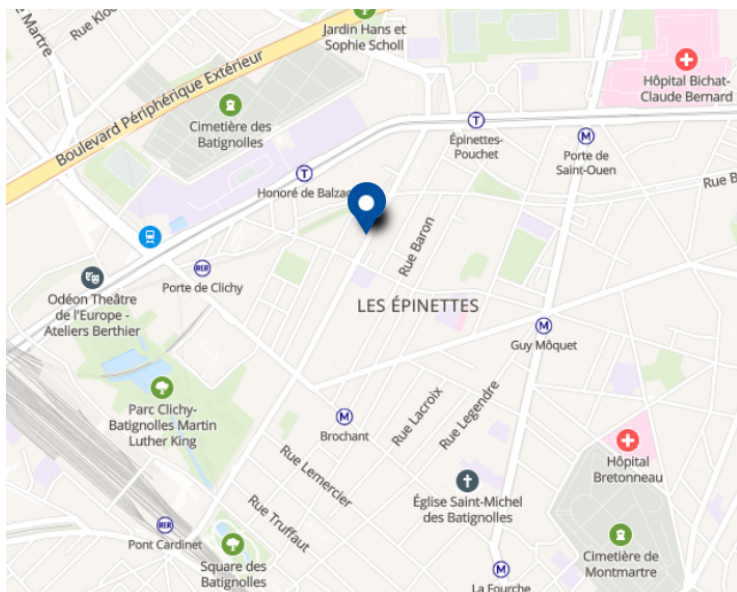 Martre
Jardin Hans et
Sophie Scholl
Boulevard Périphérique Extérieur
Hôpital Bichat-
Claude Bernard
Cimetière des
Batignolles
T
Épinettes-
Pouchet
M
Porte de
Saint-Ouen
T
Honoré de Balzac
Rue B
Rue Baron
RER
Porte de Clichy
Odéon Theâtre
de l'Europe -
Ateliers Berthier
LES ÉPINETTES
M
Guy Môquet
Parc Clichy-
Batignolles Martin
Luther King
M
Brochant
Rue Lacroix
Rue Legendre
Rue Lemercier
Hôpital
Bretonneau
Rue Truffaut
Église Saint-Michel
des Batignolles
RER
Pont Cardinet
Square des
Batignolles
Cimetière de
Montmartre
M
La Fourche